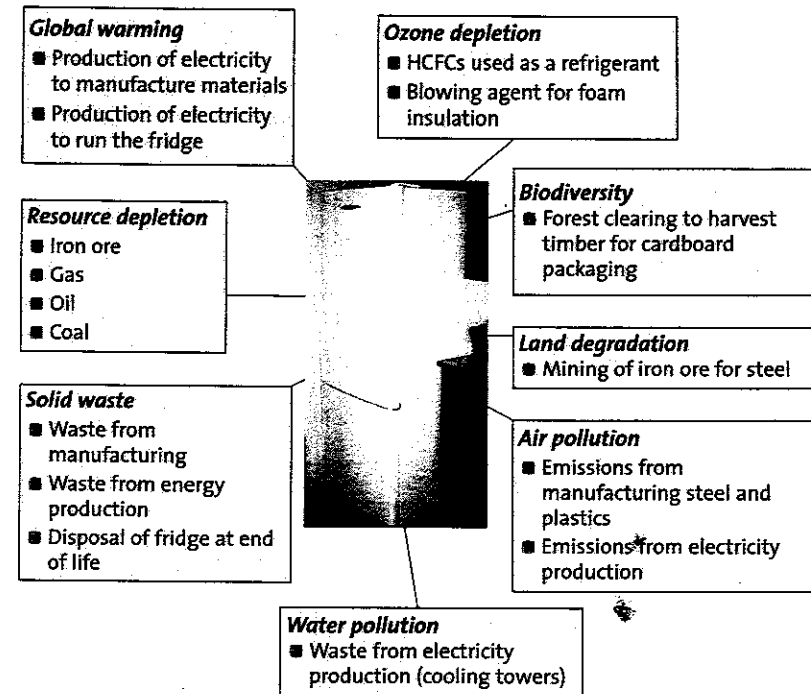 Global warming
■ Production of electricity
to manufacture materials
■ Production of electricity
to run the fridge
Ozone depletion
■ HCFCs used as a refrigerant
■ Blowing agent for foam
insulation
Resource depletion
■ Iron ore
■ Gas
■ Oil
■ Coal
Biodiversity
■ Forest clearing to harvest
timber for cardboard
packaging
Land degradation
■ Mining of iron ore for steel
Solid waste
■ Waste from
manufacturing
■ Waste from energy
production
■ Disposal of fridge at end
of life
Air pollution
■ Emissions from
manufacturing steel and
plastics
■ Emissions from electricity
production
Water pollution
■ Waste from electricity
production (cooling towers)